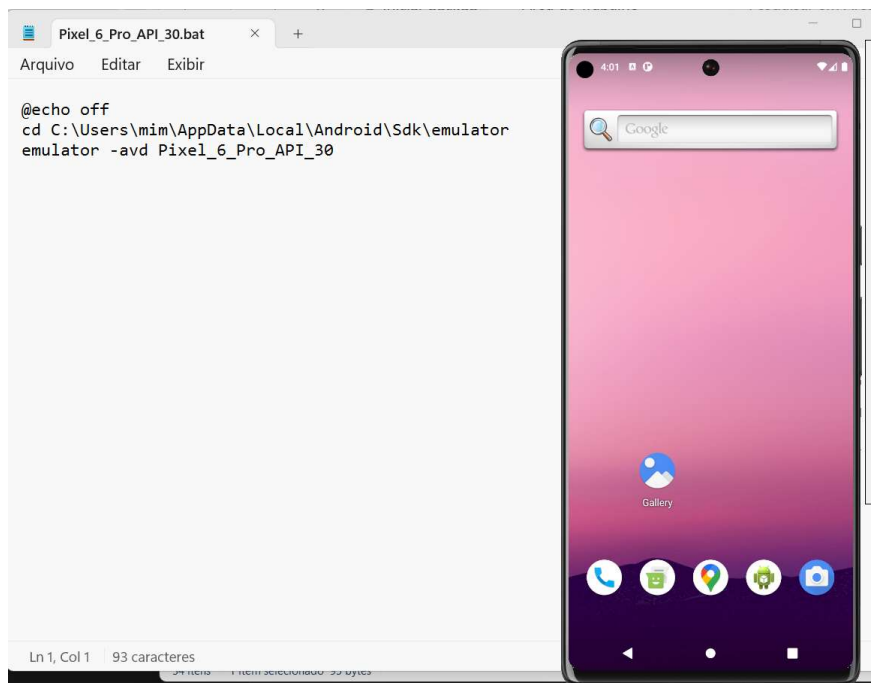 Pixel_6_Pro_API_30.bat
Arquivo Editar Exibir
@echo off
cd C:\Users\mim\AppData\Local\Android\Sdk\emulator
emulator -avd Pixel_6_Pro_API_30
Ln 1, Col 1 93 caracteres
4:01
Google
Gallery